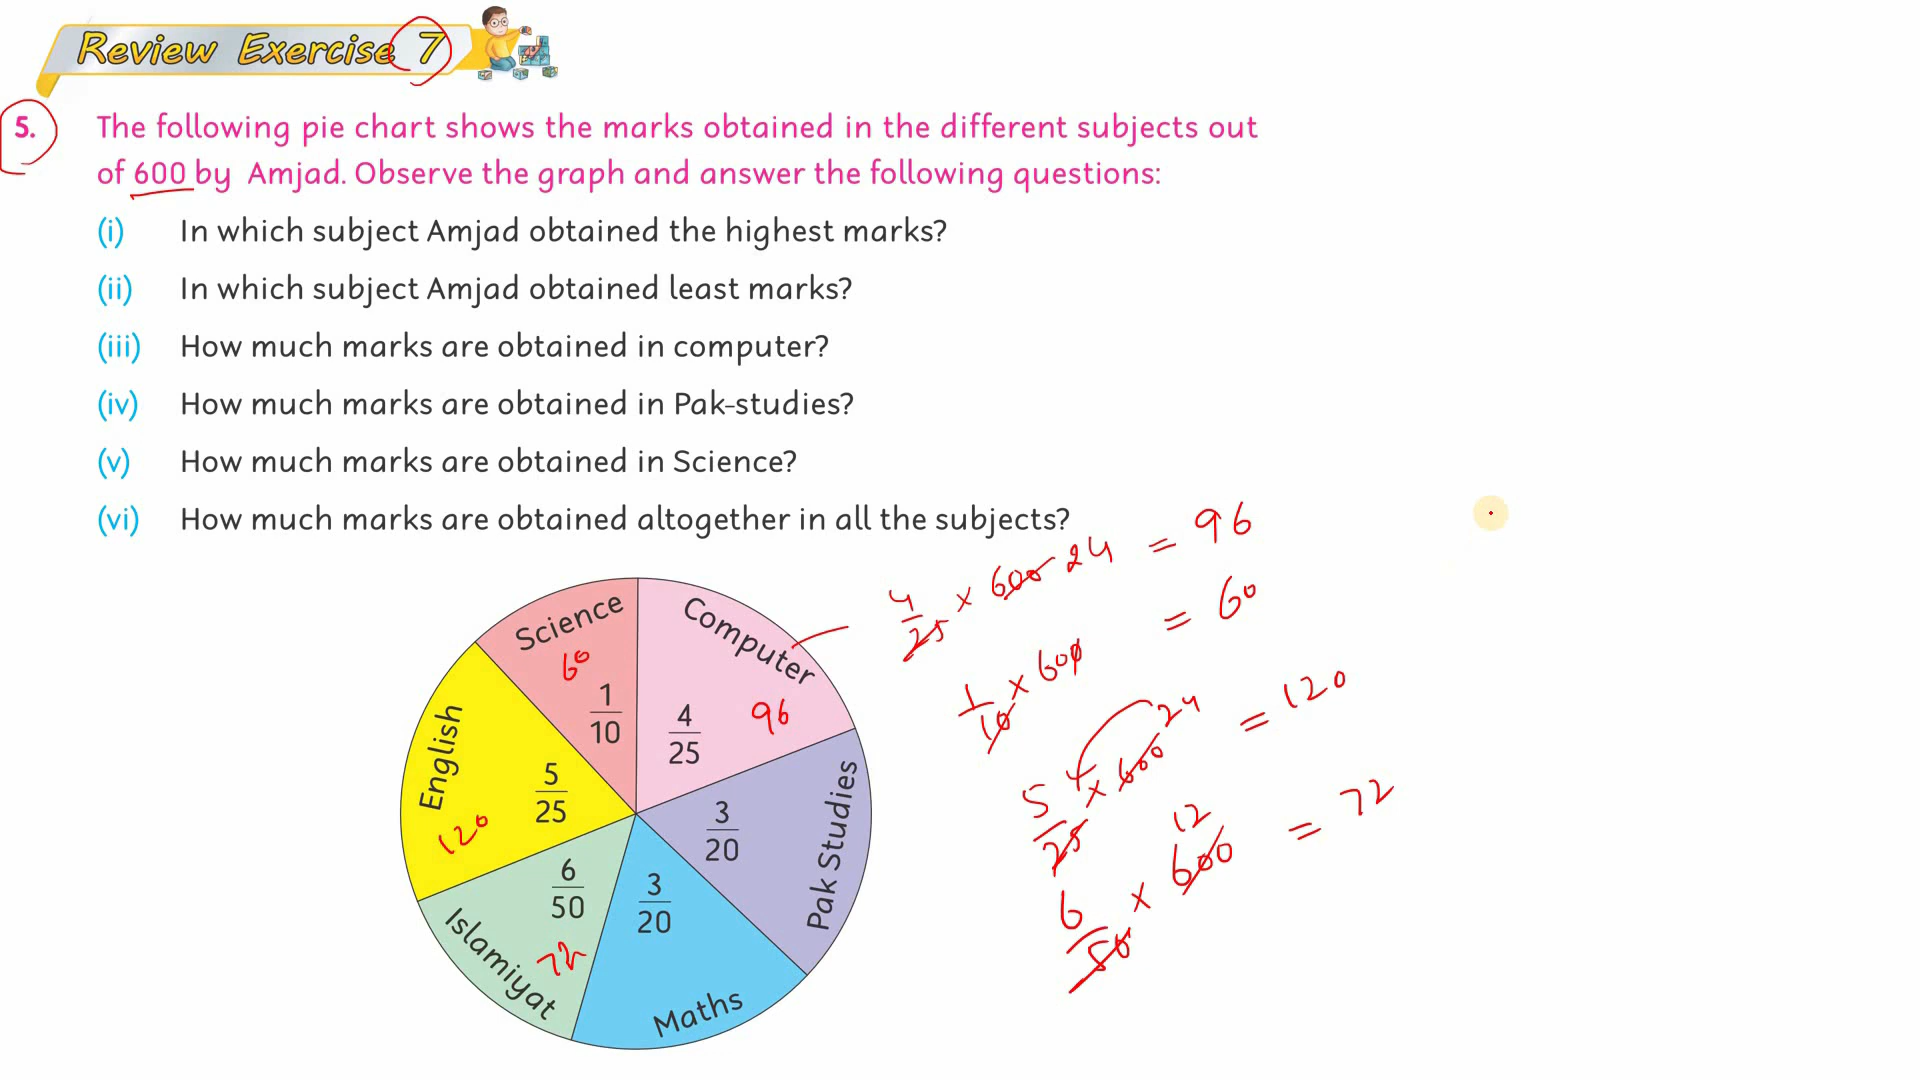 Review Exercise 7
5. The following pie chart shows the marks obtained in the different subjects out
of 600 by Amjad. Observe the graph and answer the following questions:
(i) In which subject Amjad obtained the highest marks?
(ii) In which subject Amjad obtained least marks?
(iii) How much marks are obtained in computer?
(iv) How much marks are obtained in Pak-studies?
(v) How much marks are obtained in Science?
(vi) How much marks are obtained altogether in all the subjects?
Science
60
1/10
Computer
4/25
96
English
5/25
120
Pak Studies
3/20
Islamiyat
6/50
72
Maths
3/20
4/25 × 600 24 = 96
1/10 × 600 = 60
5/25 × 600 24 = 120
6/50 × 600 12 = 72